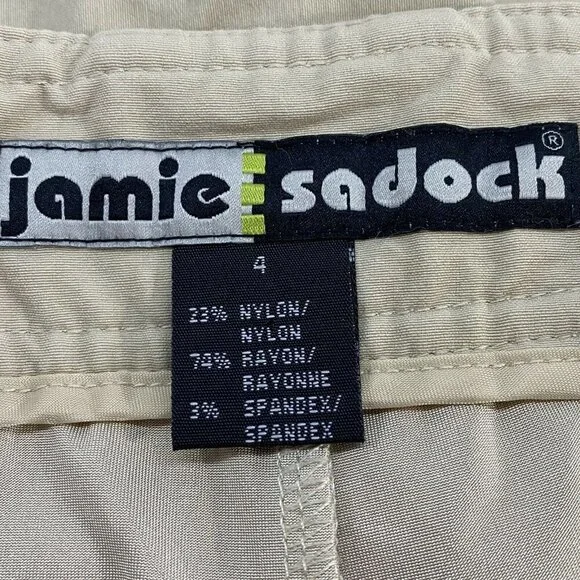 jamie sadock®
4
23% NYLON/
NYLON
74% RAYON/
RAYONNE
3% SPANDEX/
SPANDEX